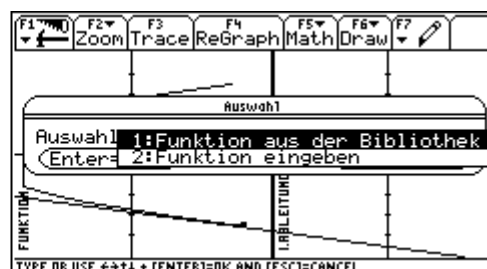 F1 F2 F3 F4 F5 F6 F7
Zoom Trace ReGraph Math Draw
Auswahl
Auswahl 1:Funktion aus der Bibliothek
(Enter= 2:Funktion eingeben
FUNKTION
1.ABLEITUNG
TYPE OR USE ←→↑↓ + [ENTER]=OK AND [ESC]=CANCEL